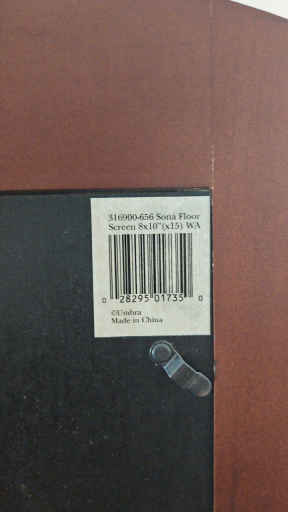 316900-656 Sona Floor
Screen 8x10"(x15) WA
0 28295 01735 0
©Umbra
Made in China